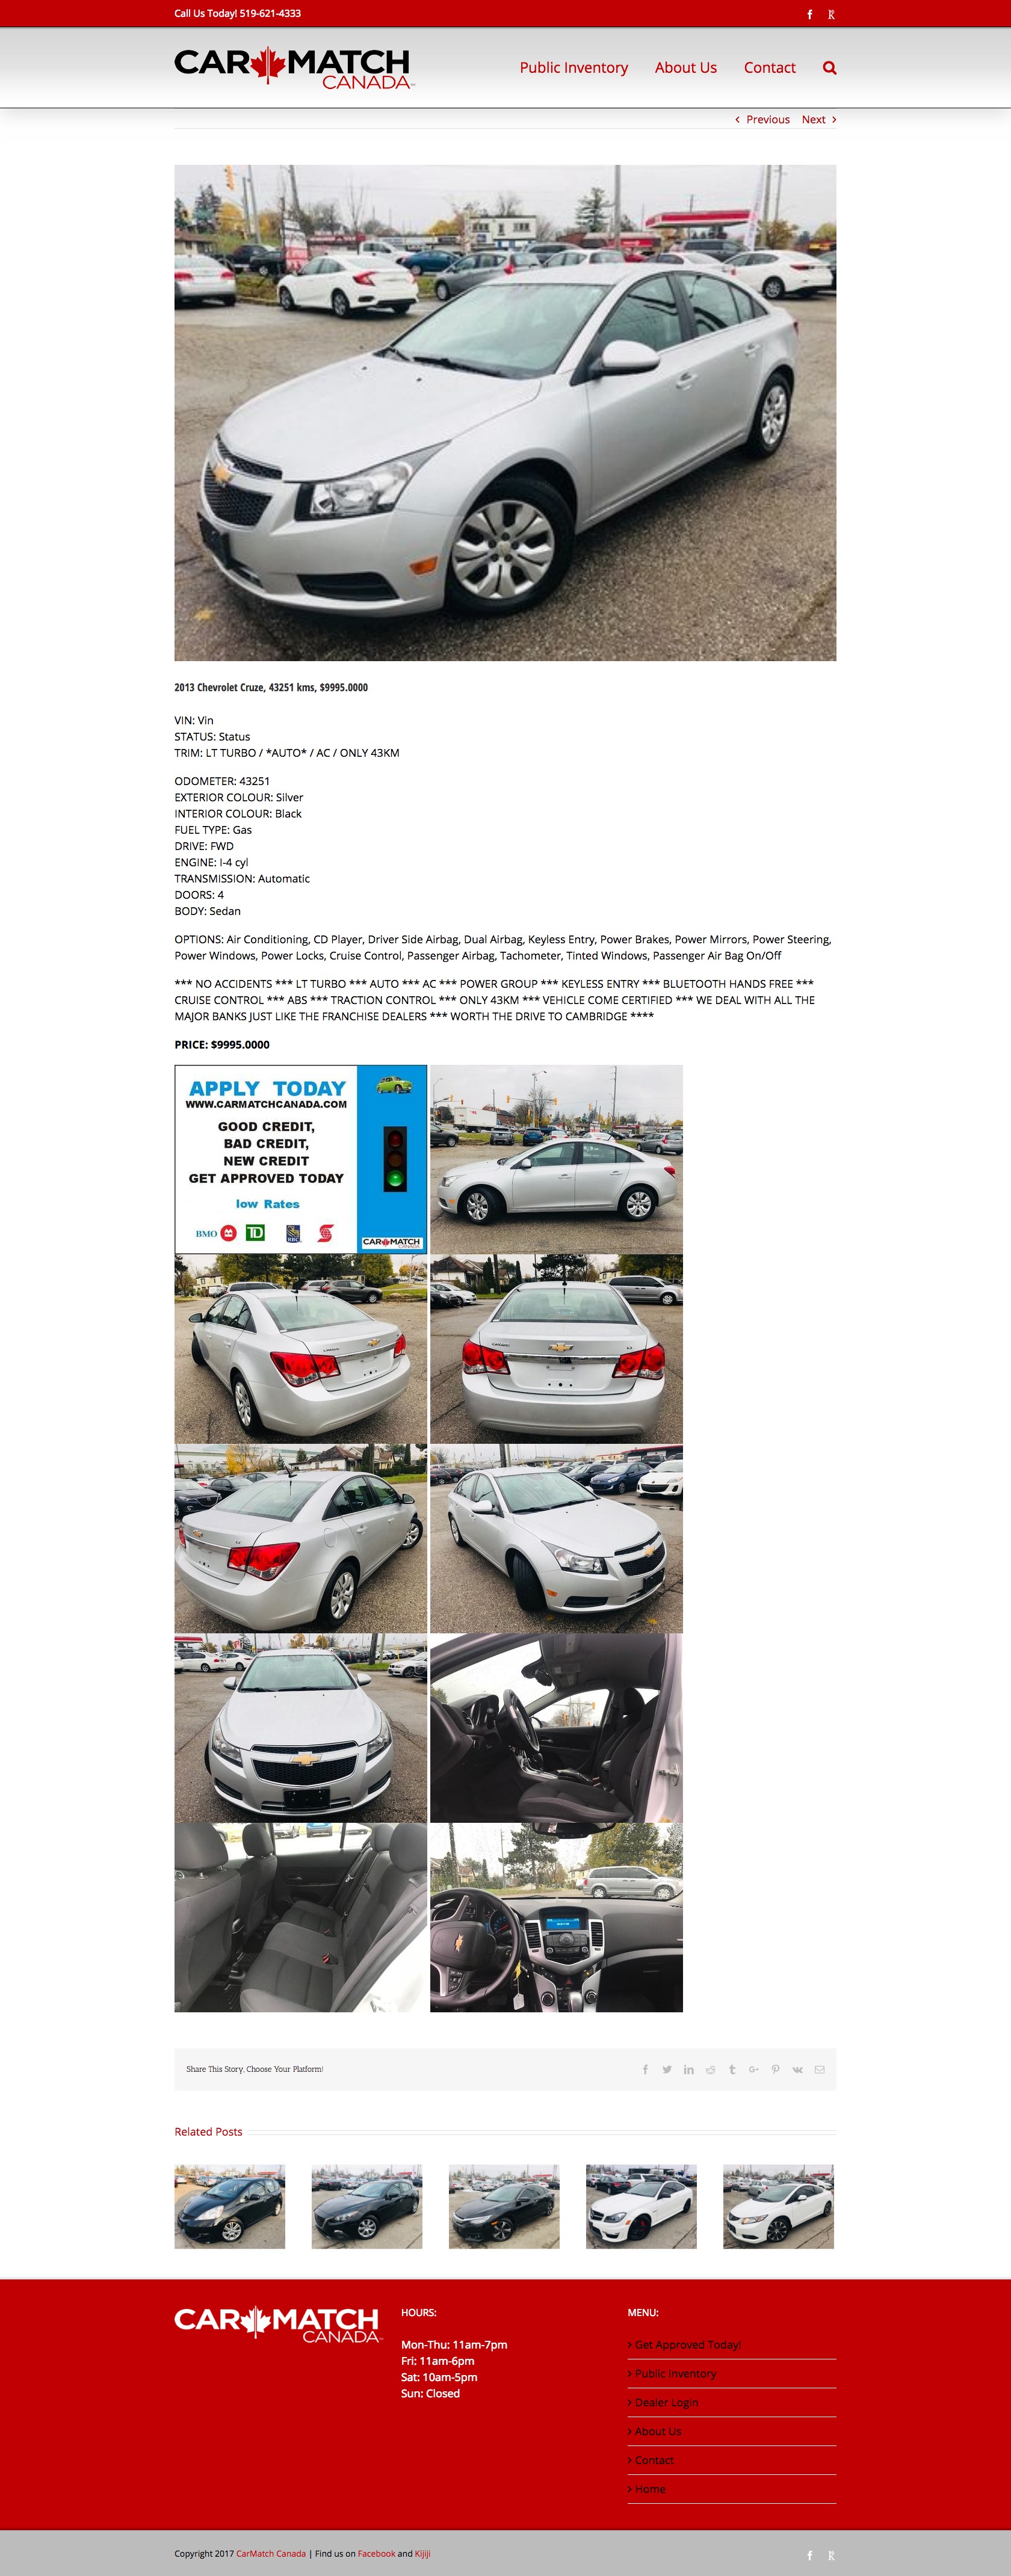 Call Us Today! 519-621-4333
CAR MATCH
CANADA
Public Inventory
About Us
Contact
Previous
Next
2013 Chevrolet Cruze, 43251 kms, $9995.0000
VIN: Vin
STATUS: Status
TRIM: LT TURBO / *AUTO* / AC / ONLY 43KM
ODOMETER: 43251
EXTERIOR COLOUR: Silver
INTERIOR COLOUR: Black
FUEL TYPE: Gas
DRIVE: FWD
ENGINE: I-4 cyl
TRANSMISSION: Automatic
DOORS: 4
BODY: Sedan
OPTIONS: Air Conditioning, CD Player, Driver Side Airbag, Dual Airbag, Keyless Entry, Power Brakes, Power Mirrors, Power Steering,
Power Windows, Power Locks, Cruise Control, Passenger Airbag, Tachometer, Tinted Windows, Passenger Air Bag On/Off
*** NO ACCIDENTS *** LT TURBO *** AUTO *** AC *** POWER GROUP *** KEYLESS ENTRY *** BLUETOOTH HANDS FREE ***
CRUISE CONTROL *** ABS *** TRACTION CONTROL *** ONLY 43KM *** VEHICLE COME CERTIFIED *** WE DEAL WITH ALL THE
MAJOR BANKS JUST LIKE THE FRANCHISE DEALERS *** WORTH THE DRIVE TO CAMBRIDGE ****
PRICE: $9995.0000
APPLY TODAY
WWW.CARMATCHCANADA.COM
GOOD CREDIT,
BAD CREDIT,
NEW CREDIT
GET APPROVED TODAY
low Rates
BMO
TD
RBC
CAR MATCH
CANADA
Share This Story, Choose Your Platform!
Related Posts
CAR MATCH
CANADA
HOURS:
Mon-Thu: 11am-7pm
Fri: 11am-6pm
Sat: 10am-5pm
Sun: Closed
MENU:
Get Approved Today!
Public Inventory
Dealer Login
About Us
Contact
Home
Copyright 2017 CarMatch Canada | Find us on Facebook and Kijiji